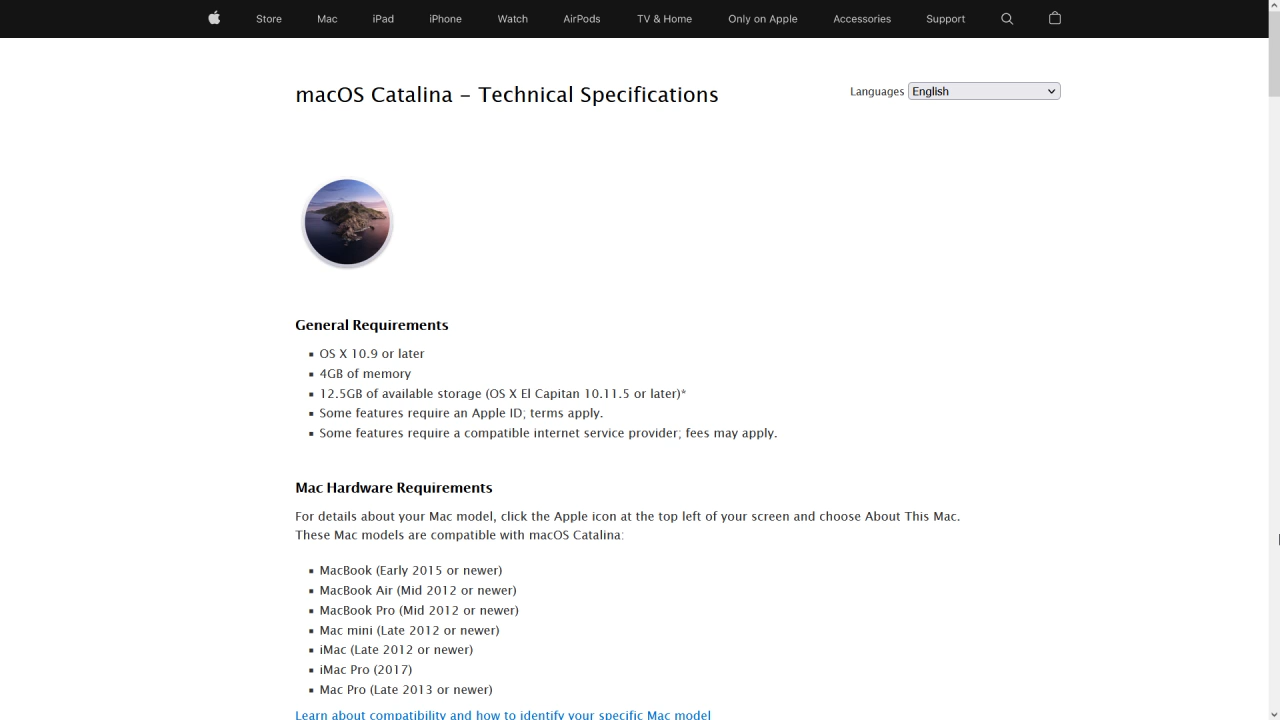 Store Mac iPad iPhone Watch AirPods TV & Home Only on Apple Accessories Support
macOS Catalina – Technical Specifications
Languages English
General Requirements
▪ OS X 10.9 or later
▪ 4GB of memory
▪ 12.5GB of available storage (OS X El Capitan 10.11.5 or later)*
▪ Some features require an Apple ID; terms apply.
▪ Some features require a compatible internet service provider; fees may apply.
Mac Hardware Requirements
For details about your Mac model, click the Apple icon at the top left of your screen and choose About This Mac.
These Mac models are compatible with macOS Catalina:
▪ MacBook (Early 2015 or newer)
▪ MacBook Air (Mid 2012 or newer)
▪ MacBook Pro (Mid 2012 or newer)
▪ Mac mini (Late 2012 or newer)
▪ iMac (Late 2012 or newer)
▪ iMac Pro (2017)
▪ Mac Pro (Late 2013 or newer)
Learn about compatibility and how to identify your specific Mac model